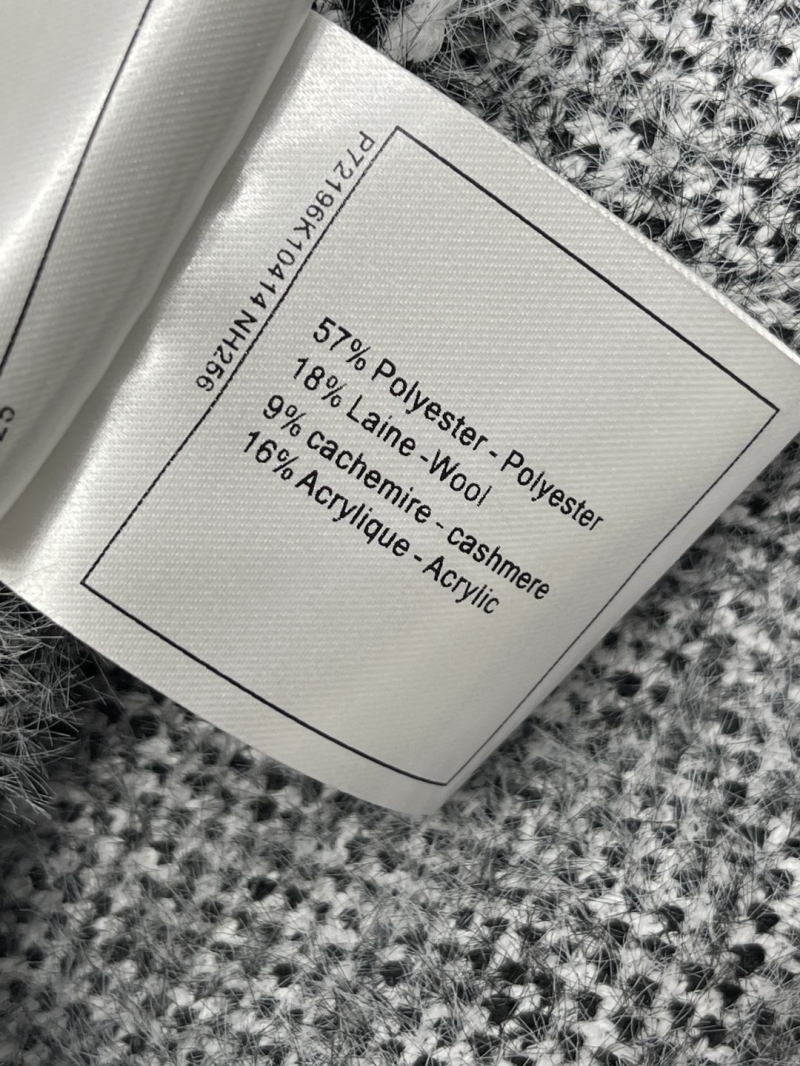 P72196K10414 NH256
57% Polyester - Polyester
18% Laine -Wool
9% cachemire - cashmere
16% Acrylique - Acrylic